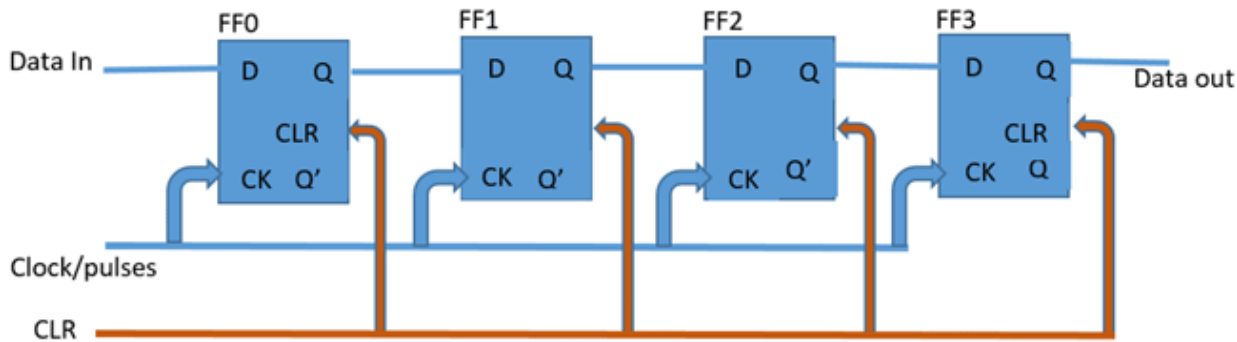 FF0 FF1 FF2 FF3
Data In D Q D Q D Q D Q Data out
CLR CLR
CK Q’ CK Q’ CK Q’ CK Q
Clock/pulses
CLR